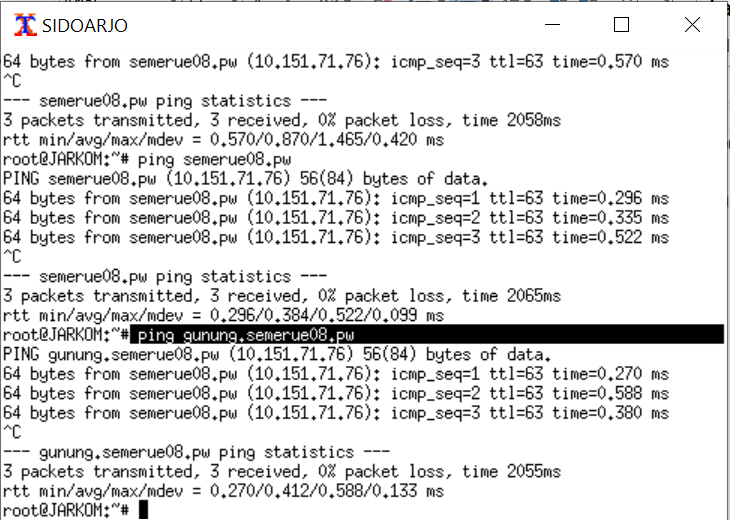 SIDOARJO
64 bytes from semerue08.pw (10.151.71.76): icmp_seq=3 ttl=63 time=0.570 ms
^C
--- semerue08.pw ping statistics ---
3 packets transmitted, 3 received, 0% packet loss, time 2058ms
rtt min/avg/max/mdev = 0.570/0.870/1.465/0.420 ms
root@JARKOM:~# ping semerue08.pw
PING semerue08.pw (10.151.71.76) 56(84) bytes of data.
64 bytes from semerue08.pw (10.151.71.76): icmp_seq=1 ttl=63 time=0.296 ms
64 bytes from semerue08.pw (10.151.71.76): icmp_seq=2 ttl=63 time=0.335 ms
64 bytes from semerue08.pw (10.151.71.76): icmp_seq=3 ttl=63 time=0.522 ms
^C
--- semerue08.pw ping statistics ---
3 packets transmitted, 3 received, 0% packet loss, time 2065ms
rtt min/avg/max/mdev = 0.296/0.384/0.522/0.099 ms
root@JARKOM:~# ping gunung.semerue08.pw
PING gunung.semerue08.pw (10.151.71.76) 56(84) bytes of data.
64 bytes from semerue08.pw (10.151.71.76): icmp_seq=1 ttl=63 time=0.270 ms
64 bytes from semerue08.pw (10.151.71.76): icmp_seq=2 ttl=63 time=0.588 ms
64 bytes from semerue08.pw (10.151.71.76): icmp_seq=3 ttl=63 time=0.380 ms
^C
--- gunung.semerue08.pw ping statistics ---
3 packets transmitted, 3 received, 0% packet loss, time 2055ms
rtt min/avg/max/mdev = 0.270/0.412/0.588/0.133 ms
root@JARKOM:~#